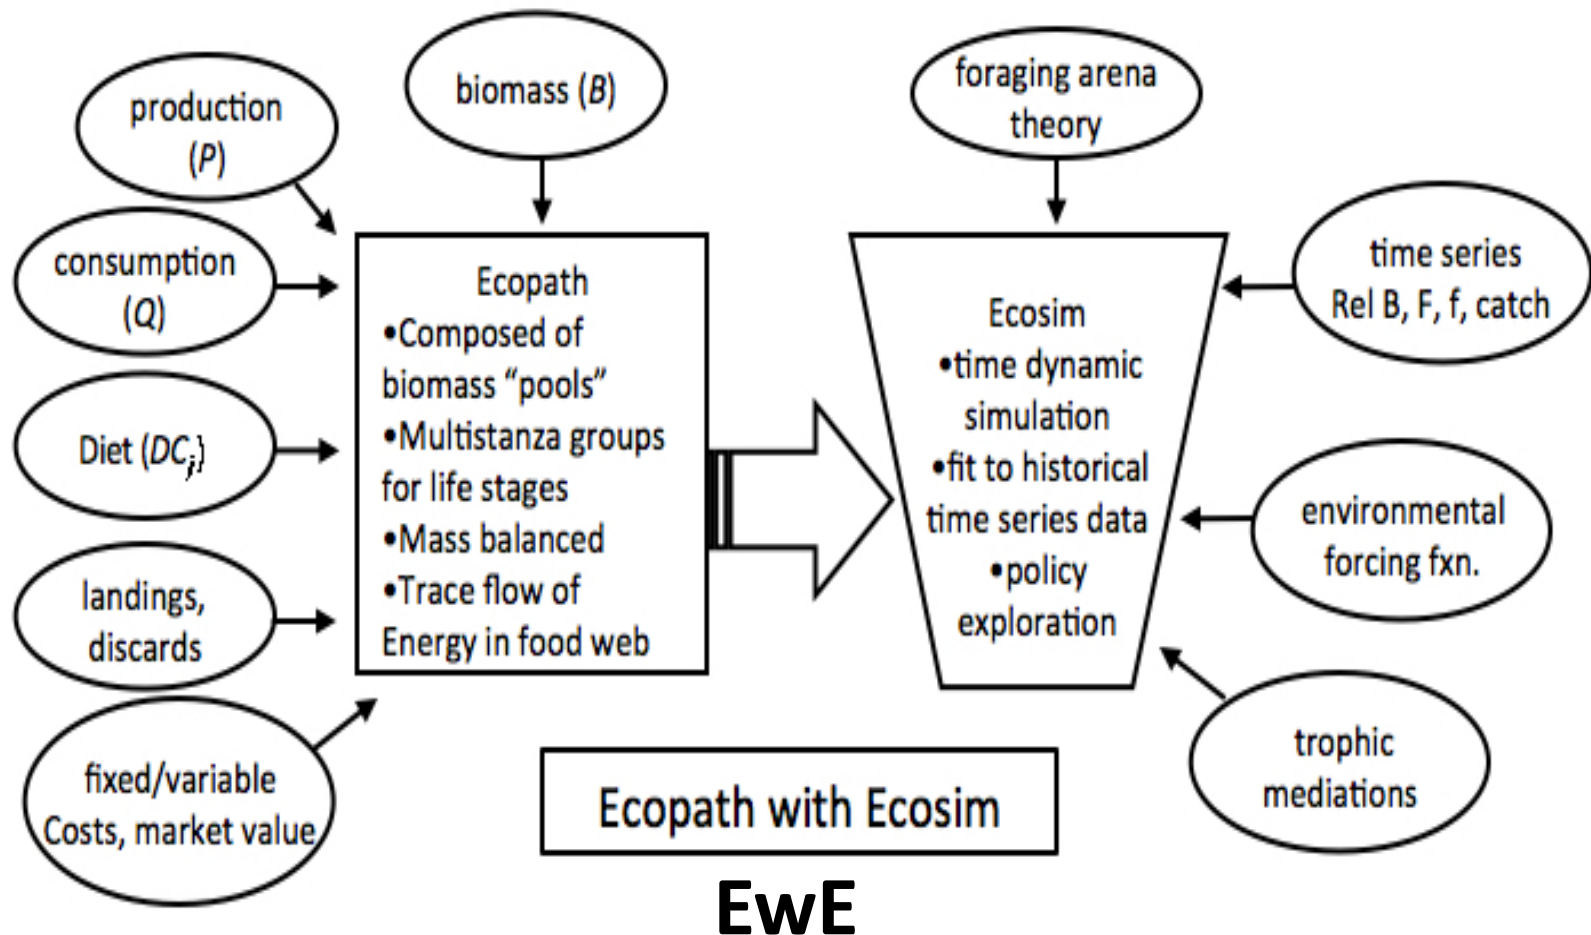 production
(P)
biomass (B)
foraging arena
theory
consumption
(Q)
Diet (DCj)
landings,
discards
fixed/variable
Costs, market value
Ecopath
•Composed of
biomass “pools”
•Multistanza groups
for life stages
•Mass balanced
•Trace flow of
Energy in food web
Ecosim
•time dynamic
simulation
•fit to historical
time series data
•policy
exploration
time series
Rel B, F, f, catch
environmental
forcing fxn.
trophic
mediations
Ecopath with Ecosim
EwE